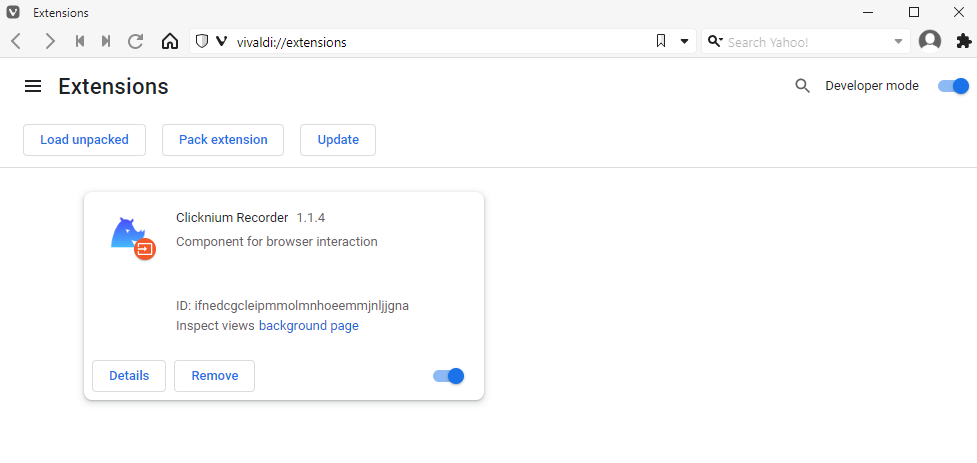 Extensions
vivaldi://extensions Search Yahoo!
Extensions Developer mode
Load unpacked Pack extension Update
Clicknium Recorder 1.1.4
Component for browser interaction
ID: ifnedcgcleipmmolmnhoeemmjnljjgna
Inspect views background page
Details Remove